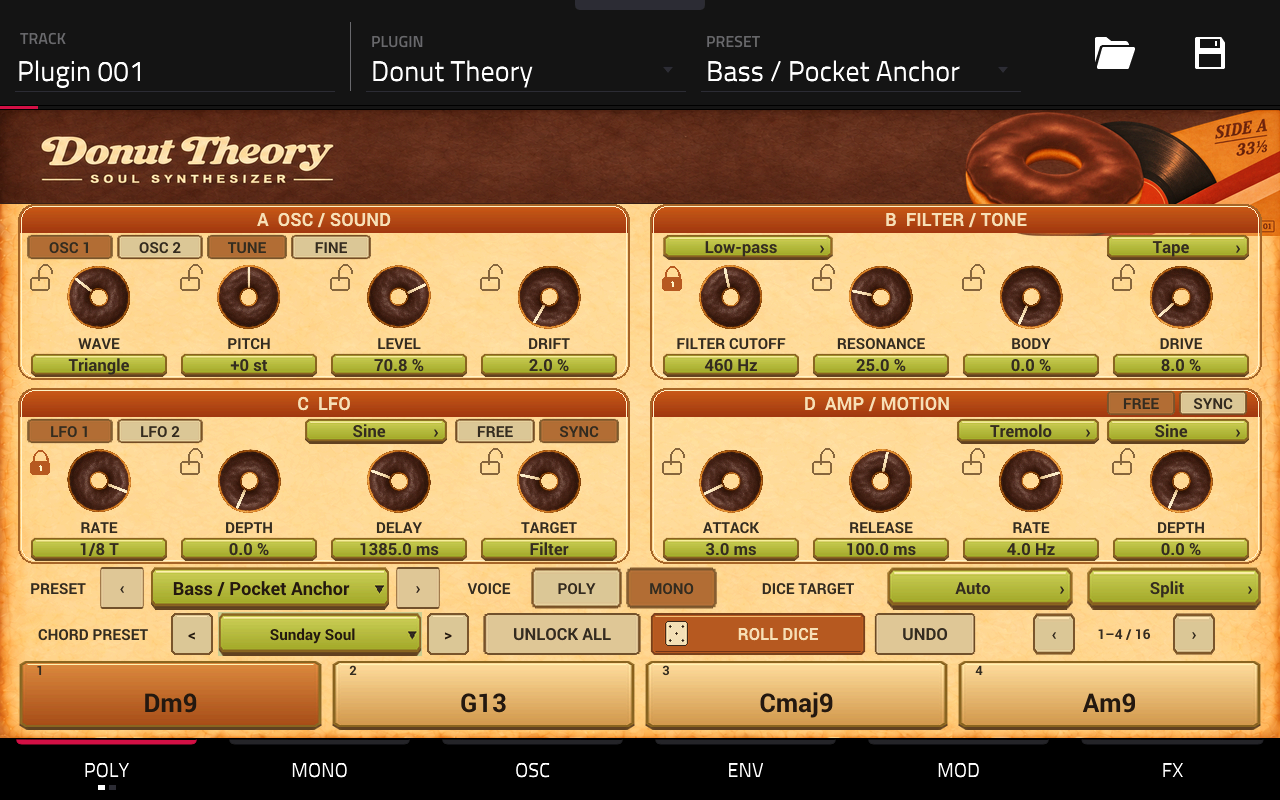 TRACK
Plugin 001
PLUGIN
Donut Theory
PRESET
Bass / Pocket Anchor
Donut Theory
SOUL SYNTHESIZER
SIDE A
33⅓
01
A OSC / SOUND
OSC 1 OSC 2 TUNE FINE
WAVE PITCH LEVEL DRIFT
Triangle +0 st 70.8 % 2.0 %
B FILTER / TONE
Low-pass › Tape ›
FILTER CUTOFF RESONANCE BODY DRIVE
460 Hz 25.0 % 0.0 % 8.0 %
C LFO
LFO 1 LFO 2 Sine › FREE SYNC
RATE DEPTH DELAY TARGET
1/8 T 0.0 % 1385.0 ms Filter
D AMP / MOTION FREE SYNC
Tremolo › Sine ›
ATTACK RELEASE RATE DEPTH
3.0 ms 100.0 ms 4.0 Hz 0.0 %
PRESET ‹ Bass / Pocket Anchor ▾ › VOICE POLY MONO DICE TARGET Auto › Split ›
CHORD PRESET < Sunday Soul ▾ > UNLOCK ALL ROLL DICE UNDO ‹ 1–4 / 16 ›
1 Dm9 2 G13 3 Cmaj9 4 Am9
POLY MONO OSC ENV MOD FX